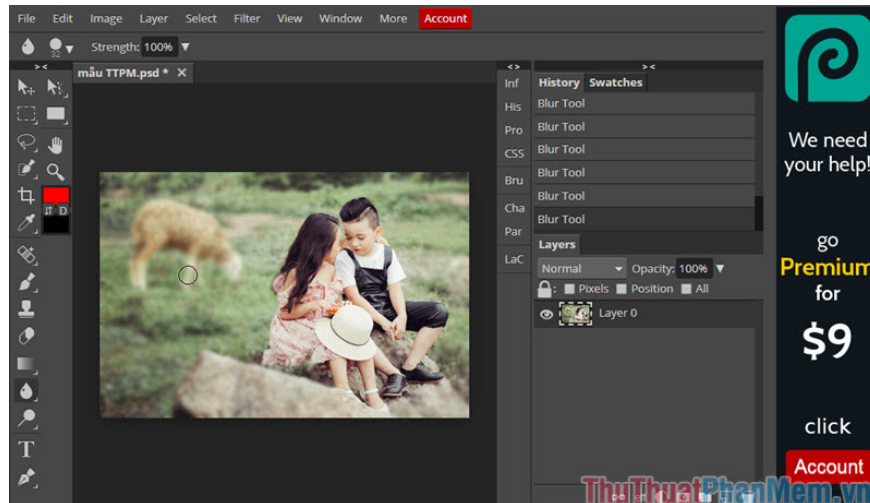 File Edit Image Layer Select Filter View Window More Account
32 Strength: 100%
> <
mẫu TTPM.psd *
< >
> <
Inf
His
Pro
CSS
Bru
Cha
Par
LaC
History Swatches
Blur Tool
Blur Tool
Blur Tool
Blur Tool
Blur Tool
Blur Tool
Layers
Normal Opacity: 100%
: Pixels Position All
Layer 0
D
T
We need
your help!
go
Premium
for
$9
click
Account
ThuThuatPhanMem.vn